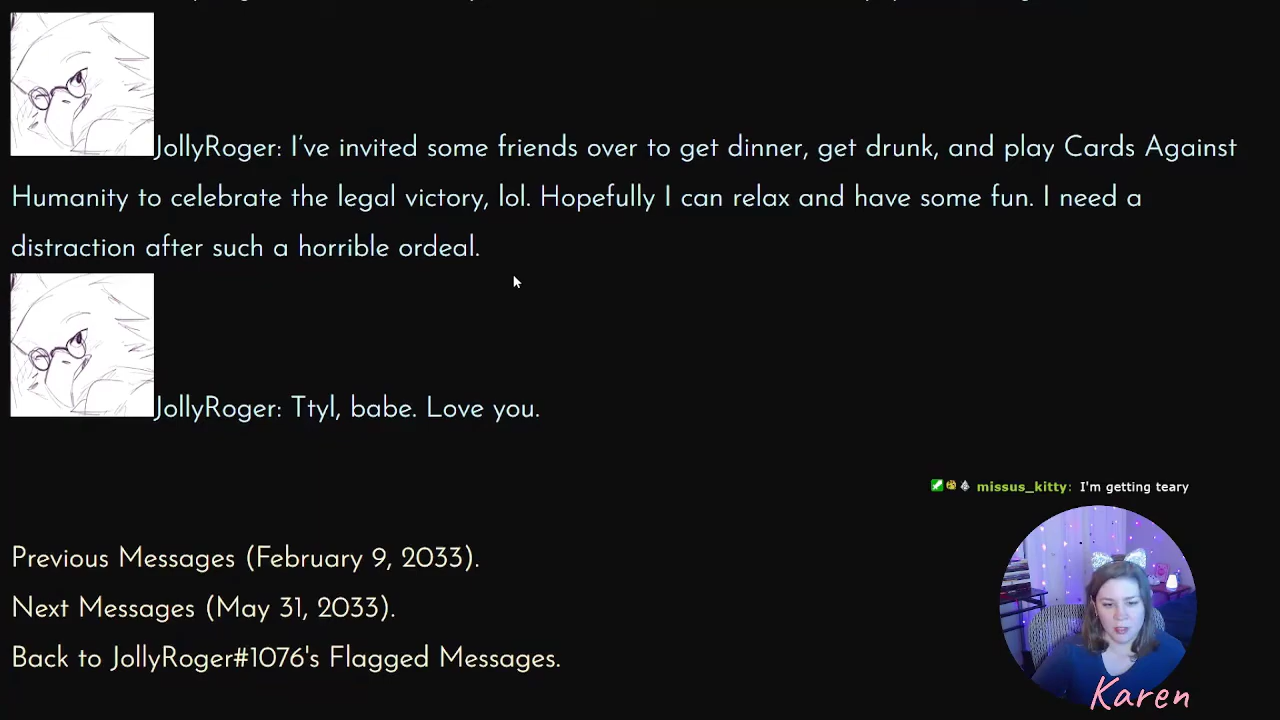 JollyRoger: I've invited some friends over to get dinner, get drunk, and play Cards Against
Humanity to celebrate the legal victory, lol. Hopefully I can relax and have some fun. I need a
distraction after such a horrible ordeal.
JollyRoger: Ttyl, babe. Love you.
missus_kitty: I'm getting teary
Previous Messages (February 9, 2033).
Next Messages (May 31, 2033).
Back to JollyRoger#1076's Flagged Messages.
Karen